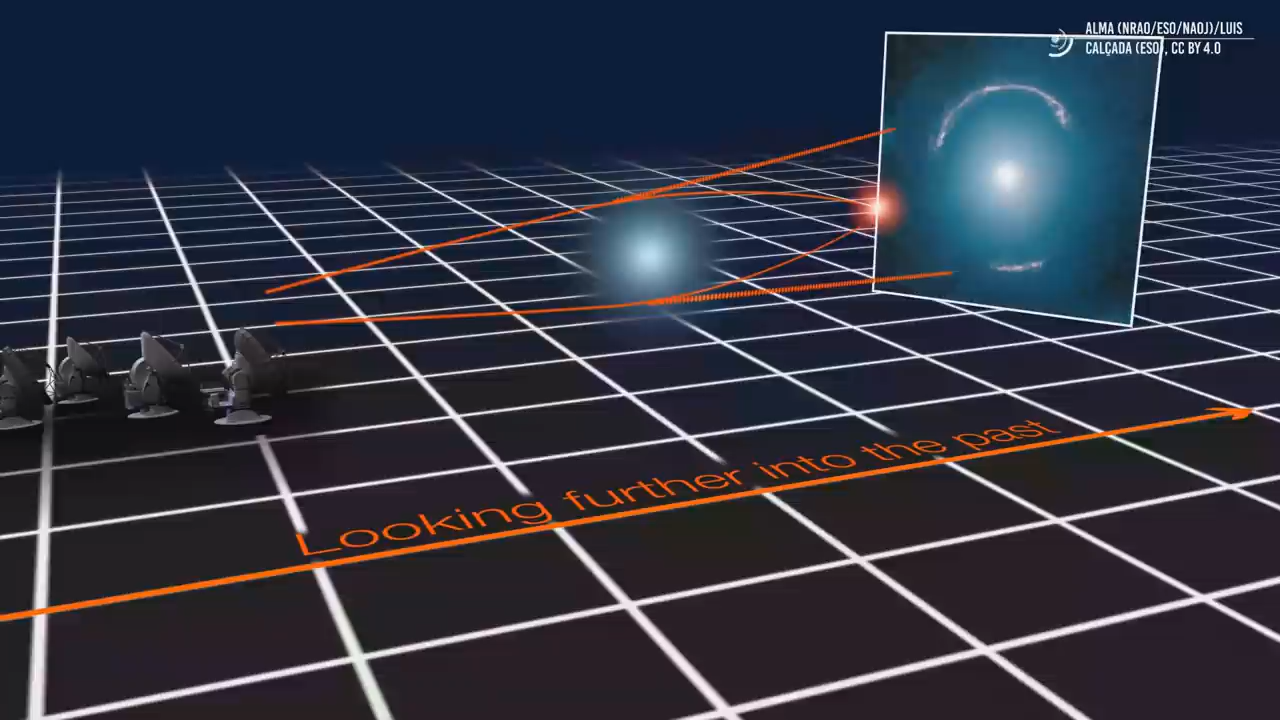 ALMA (NRAO/ESO/NAOJ)/LUIS
CALÇADA (ESO), CC BY 4.0
Looking further into the past